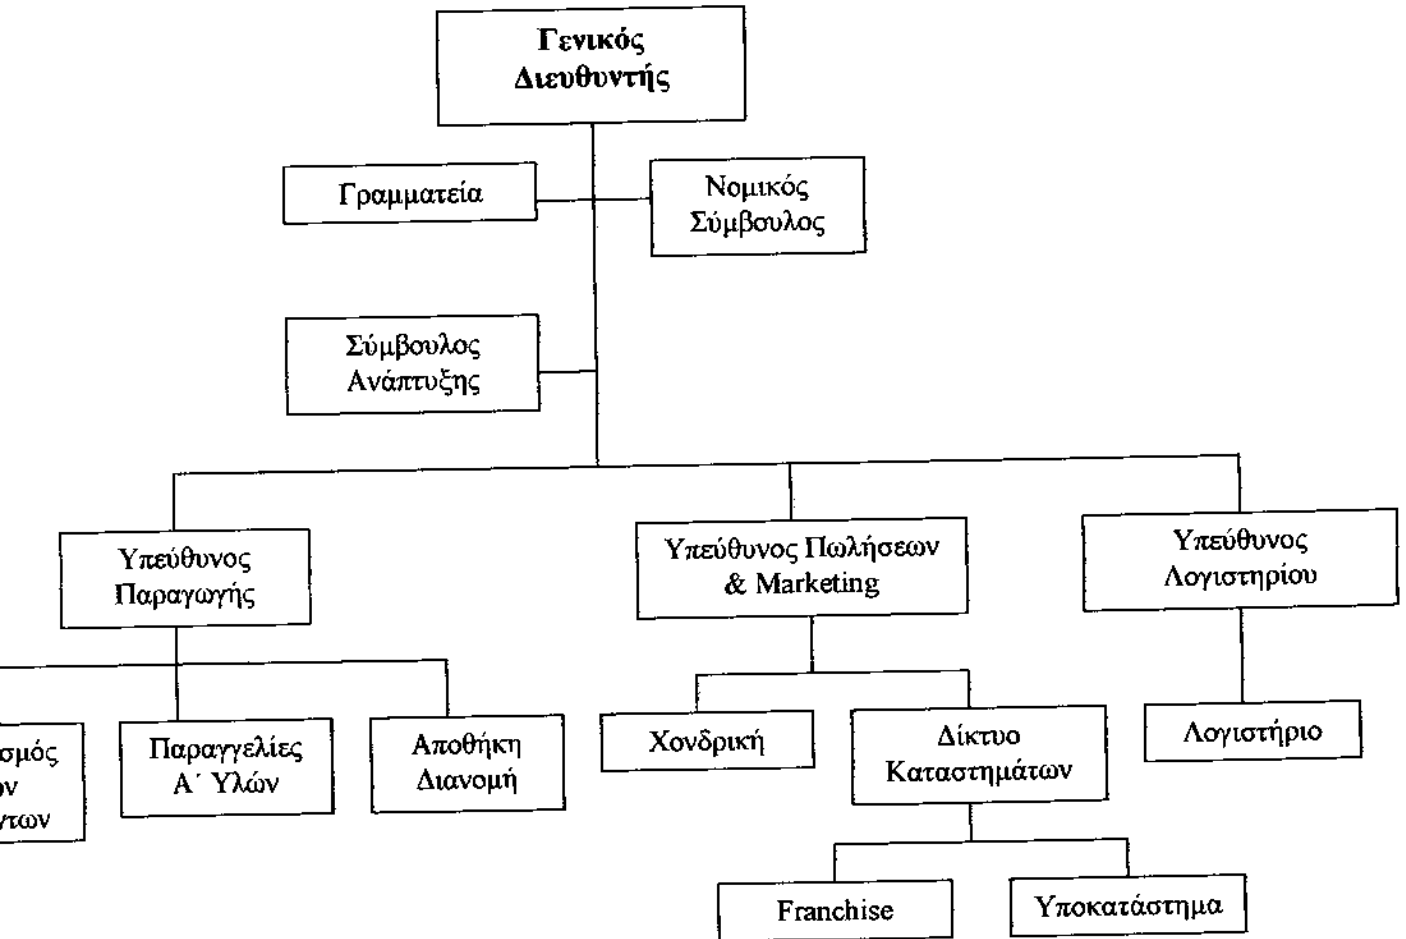 Γενικός
Διευθυντής
Γραμματεία
Νομικός
Σύμβουλος
Σύμβουλος
Ανάπτυξης
Υπεύθυνος
Παραγωγής
Υπεύθυνος Πωλήσεων
& Marketing
Υπεύθυνος
Λογιστηρίου
Παραγγελίες
Α΄ Υλών
Αποθήκη
Διανομή
Χονδρική
Δίκτυο
Καταστημάτων
Λογιστήριο
Franchise
Υποκατάστημα